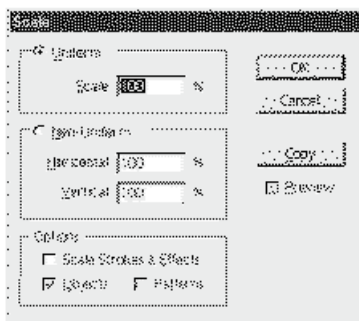 Scale
Uniform
Scale 100 %
Non-Uniform
Horizontal 100 %
Vertical 100 %
Options
Scale Strokes & Effects
Objects Patterns
OK
Cancel
Copy
Preview